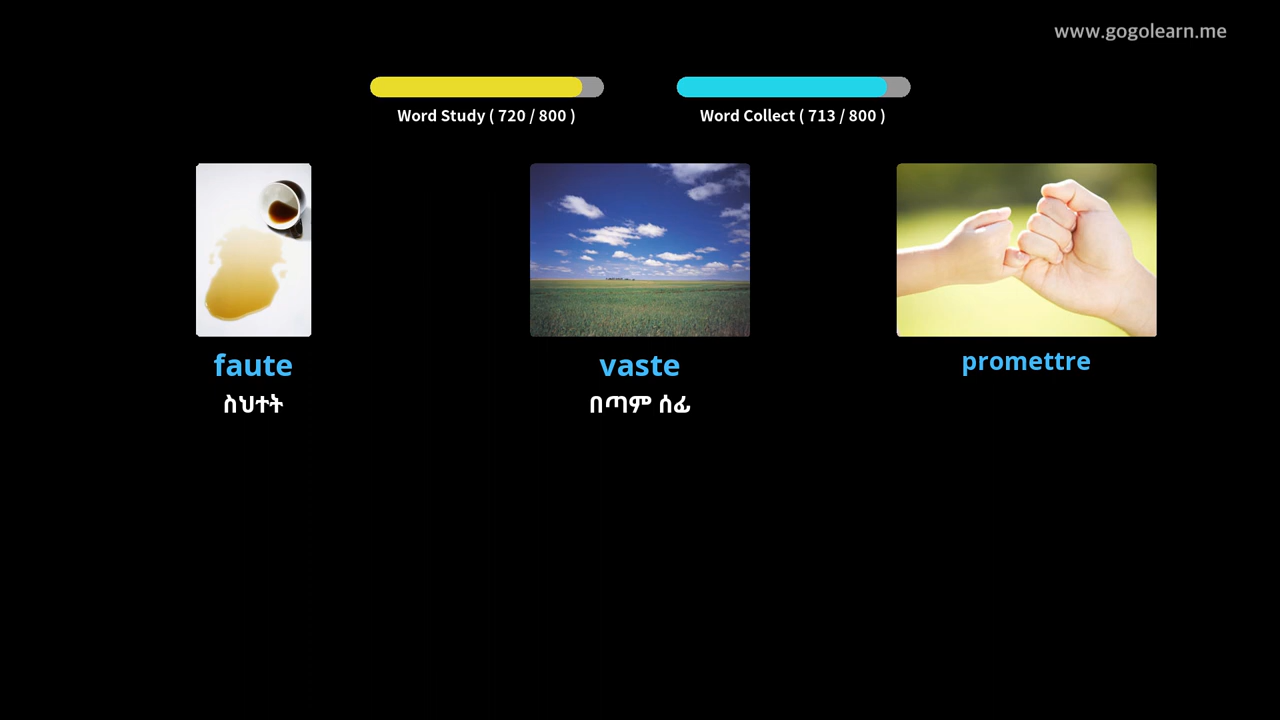 www.gogolearn.me
Word Study ( 720 / 800 )
Word Collect ( 713 / 800 )
faute
ስህተት
vaste
በጣም ሰፊ
promettre